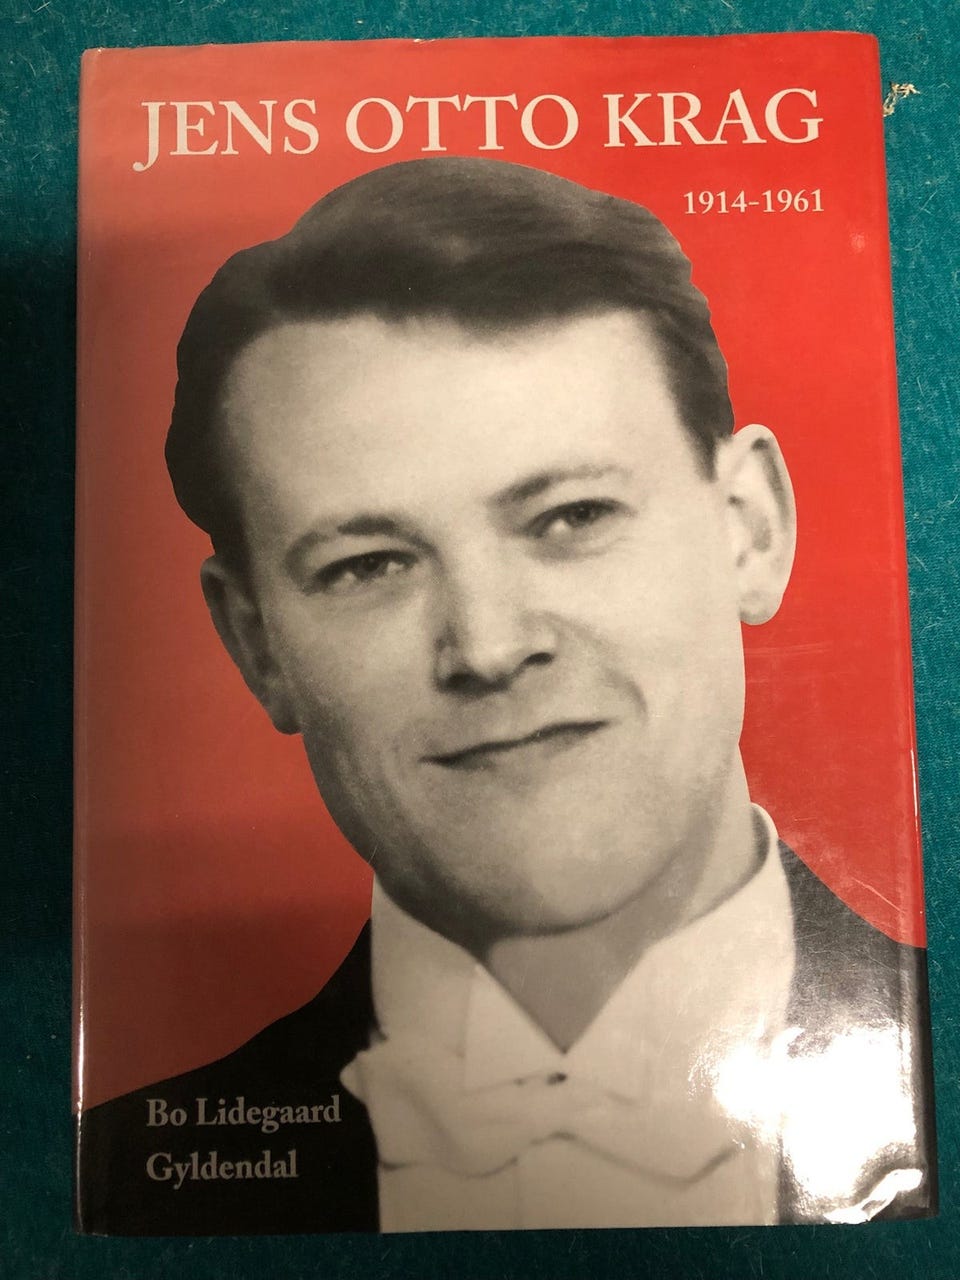 JENS OTTO KRAG
1914-1961
Bo Lidegaard
Gyldendal